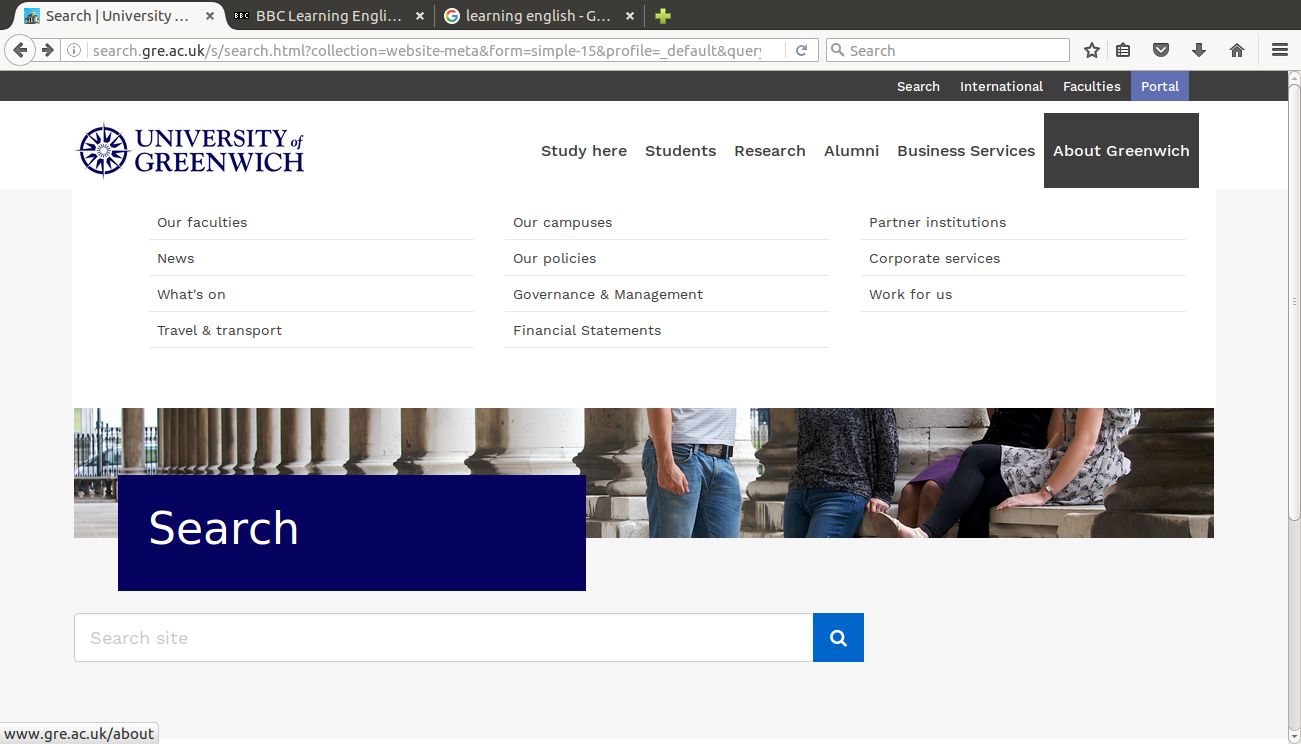 Search | University ...
BBC
BBC Learning Engli...
learning english - G...
search.gre.ac.uk/s/search.html?collection=website-meta&form=simple-15&profile=_default&query
Search
Search
International
Faculties
Portal
UNIVERSITY of
GREENWICH
Study here
Students
Research
Alumni
Business Services
About Greenwich
Our faculties
Our campuses
Partner institutions
News
Our policies
Corporate services
What's on
Governance & Management
Work for us
Travel & transport
Financial Statements
Search
Search site
www.gre.ac.uk/about